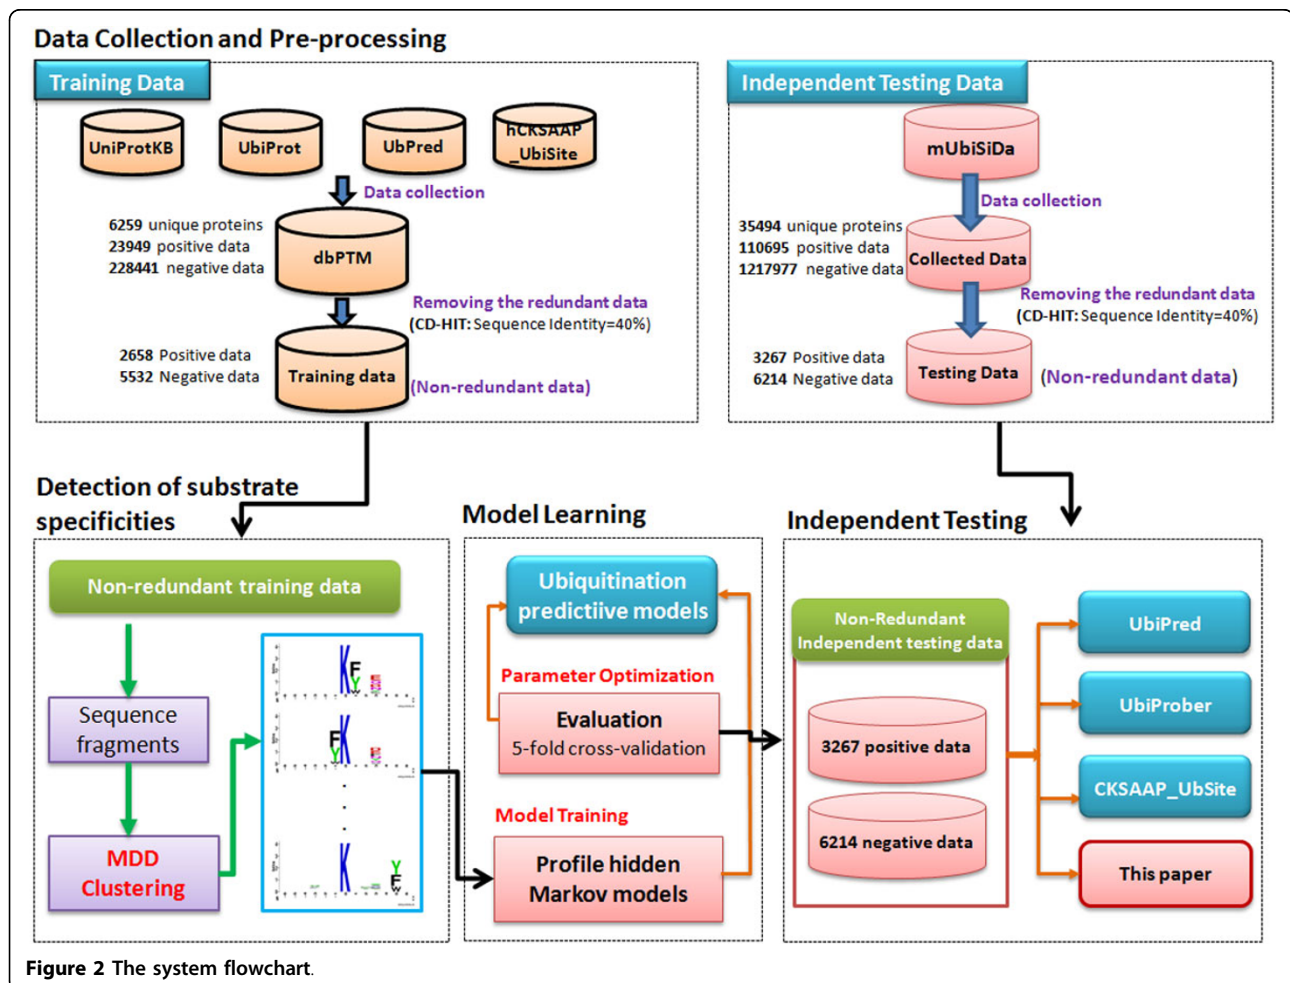 Data Collection and Pre-processing
Training Data
UniProtKB
UbiProt
UbPred
hCKSAAP
_UbiSite
Data collection
6259 unique proteins
23949 positive data
228441 negative data
dbPTM
Removing the redundant data
(CD-HIT: Sequence Identity=40%)
2658 Positive data
5532 Negative data
Training data
(Non-redundant data)
Independent Testing Data
mUbiSiDa
Data collection
35494 unique proteins
110695 positive data
1217977 negative data
Collected Data
Removing the redundant data
(CD-HIT: Sequence Identity=40%)
3267 Positive data
6214 Negative data
Testing Data
(Non-redundant data)
Detection of substrate
specificities
Non-redundant training data
Sequence
fragments
MDD
Clustering
K F
Y
F K
Y
K Y
F
Model Learning
Ubiquitination
predictiive models
Parameter Optimization
Evaluation
5-fold cross-validation
Model Training
Profile hidden
Markov models
Independent Testing
Non-Redundant
Independent testing data
3267 positive data
6214 negative data
UbiPred
UbiProber
CKSAAP_UbSite
This paper
Figure 2 The system flowchart.